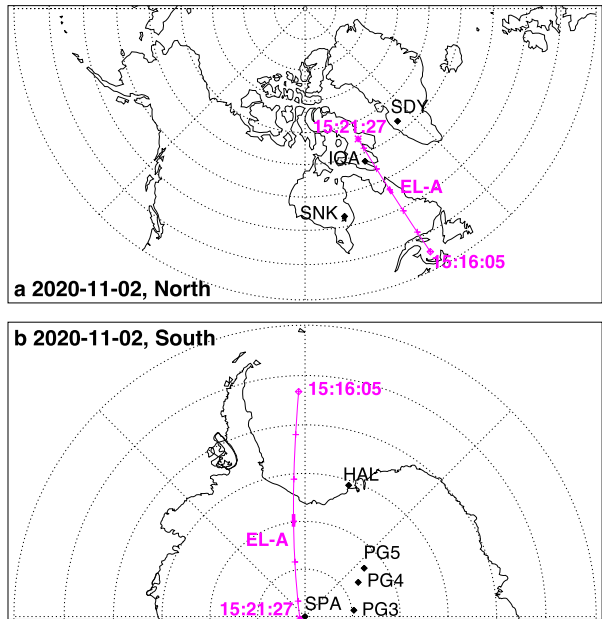 SDY
15:21:27
IQA
EL-A
SNK
15:16:05
a 2020-11-02, North
b 2020-11-02, South
15:16:05
HAL
EL-A
PG5
PG4
15:21:27
SPA
PG3